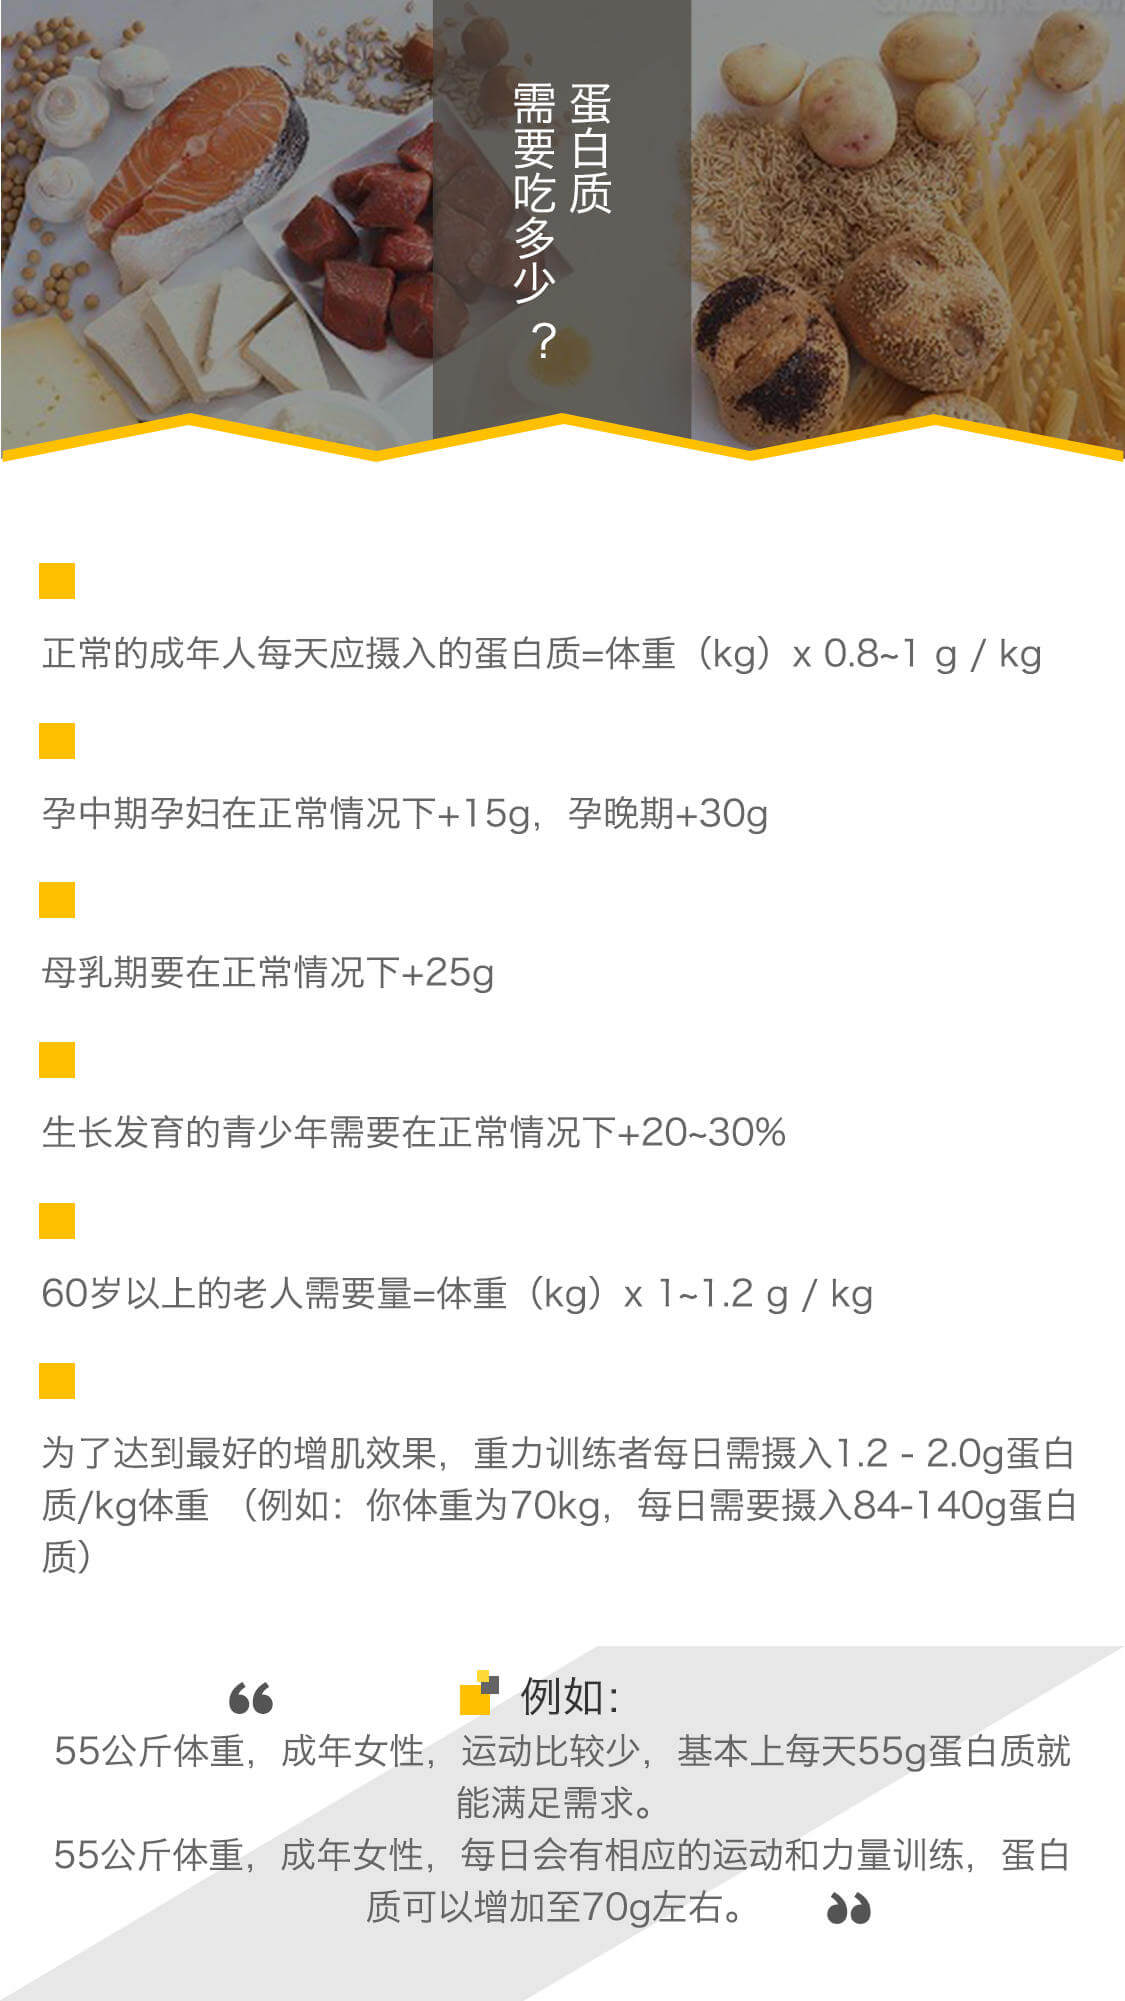 蛋白质
需要吃多少？
正常的成年人每天应摄入的蛋白质=体重（kg）x 0.8~1 g / kg
孕中期孕妇在正常情况下+15g，孕晚期+30g
母乳期要在正常情况下+25g
生长发育的青少年需要在正常情况下+20~30%
60岁以上的老人需要量=体重（kg）x 1~1.2 g / kg
为了达到最好的增肌效果，重力训练者每日需摄入1.2 - 2.0g蛋白
质/kg体重 （例如：你体重为70kg，每日需要摄入84-140g蛋白
质）
“ 例如：
55公斤体重，成年女性，运动比较少，基本上每天55g蛋白质就
能满足需求。
55公斤体重，成年女性，每日会有相应的运动和力量训练，蛋白
质可以增加至70g左右。 ”